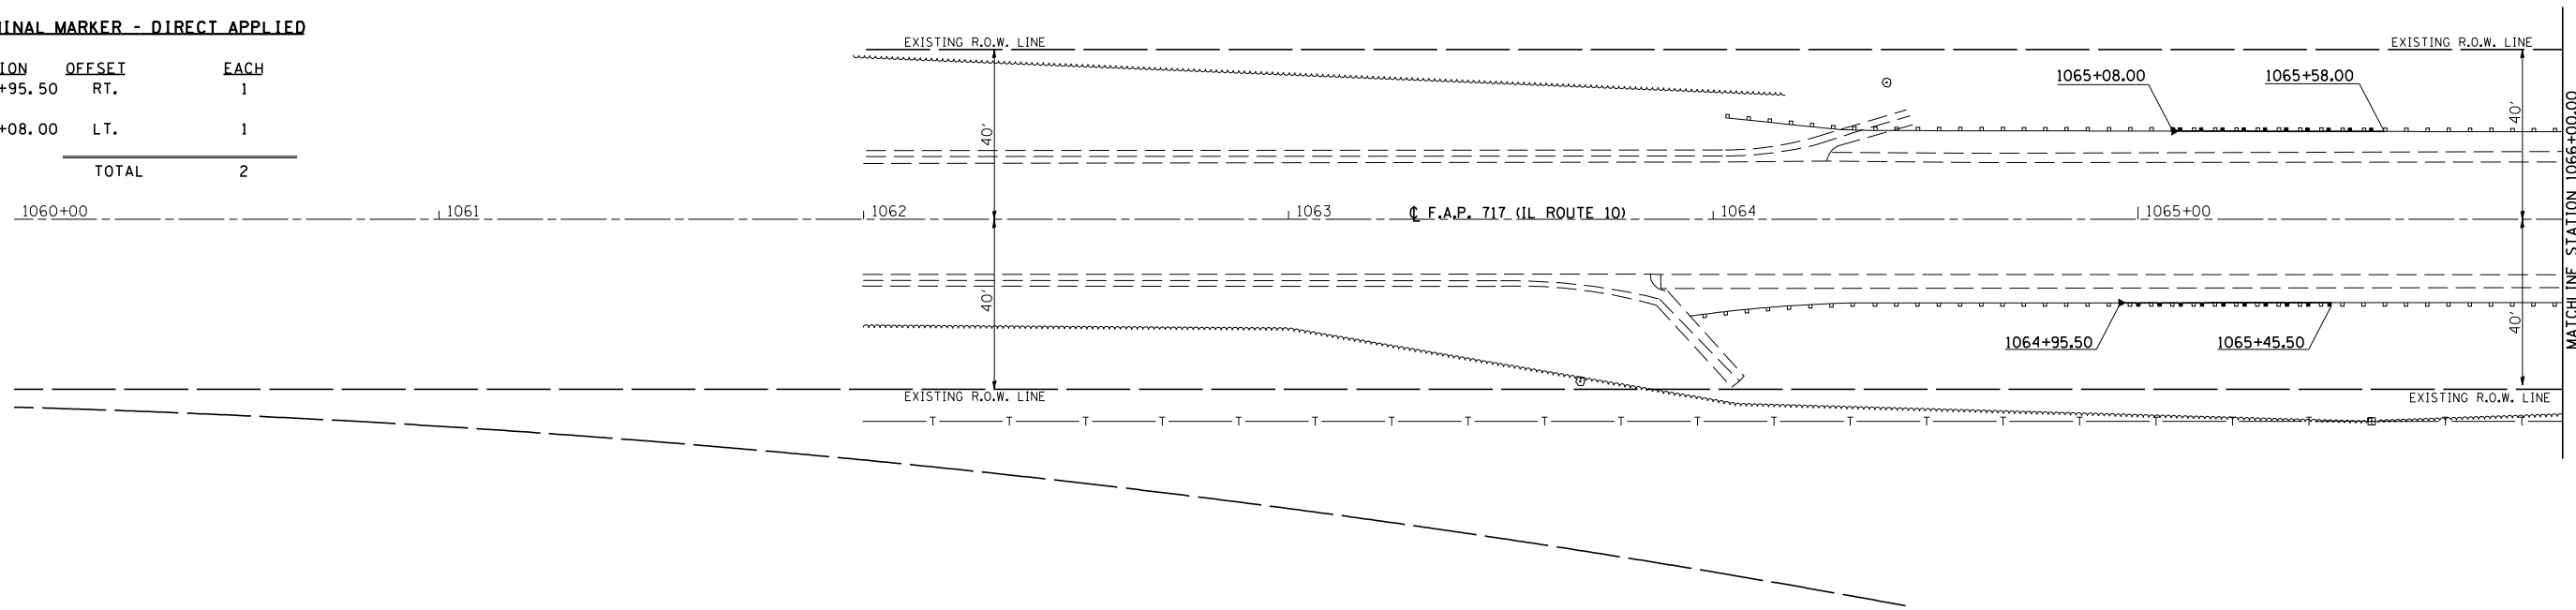 MINAL MARKER - DIRECT APPLIED
ION OFFSET EACH
+95.50 RT. 1
+08.00 LT. 1
TOTAL 2
EXISTING R.O.W. LINE
EXISTING R.O.W. LINE
1065+08.00
1065+58.00
40'
40'
1060+00
1061
1062
1063
℄ F.A.P. 717 (IL ROUTE 10)
1064
1065+00
MATCHLINE STATION 1066+00.00
40'
40'
1064+95.50
1065+45.50
EXISTING R.O.W. LINE
EXISTING R.O.W. LINE
T T T T T T T T T T T T T T T T T T T T T